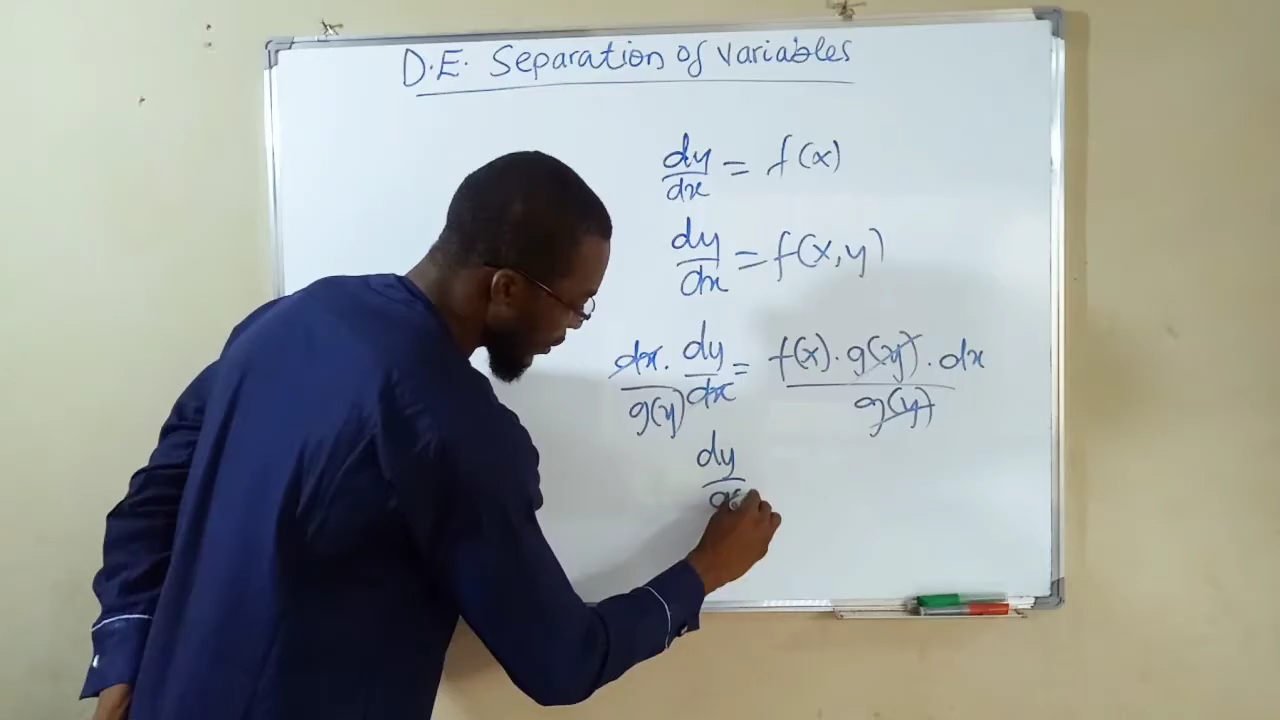 D.E. Separation of variables
dy/dx = f(x)
dy/dx = f(x,y)
dx/g(y) . dy/dx = f(x) . g(y) . dx / g(y)
dy/g